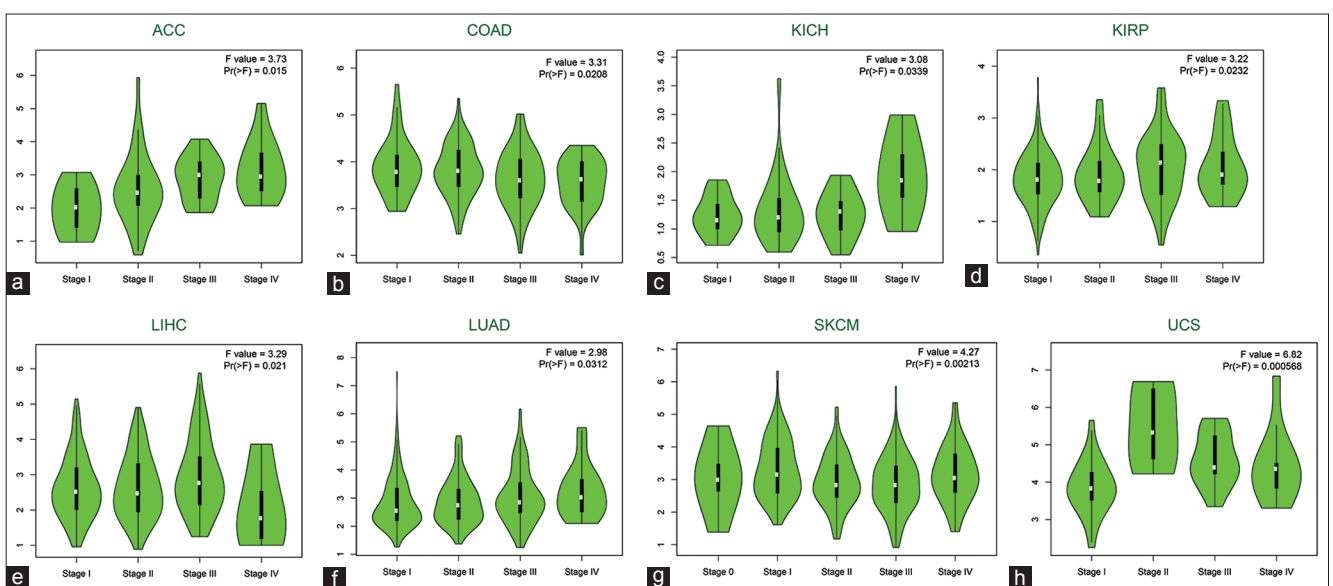 ACC
F value = 3.73
Pr(>F) = 0.015
6
5
4
3
2
1
Stage I Stage II Stage III Stage IV
a
COAD
F value = 3.31
Pr(>F) = 0.0208
6
5
4
3
2
Stage I Stage II Stage III Stage IV
b
KICH
F value = 3.08
Pr(>F) = 0.0339
4.0
3.5
3.0
2.5
2.0
1.5
1.0
0.5
Stage I Stage II Stage III Stage IV
c
KIRP
F value = 3.22
Pr(>F) = 0.0232
4
3
2
1
Stage I Stage II Stage III Stage IV
d
LIHC
F value = 3.29
Pr(>F) = 0.021
6
5
4
3
2
1
Stage I Stage II Stage III Stage IV
e
LUAD
F value = 2.98
Pr(>F) = 0.0312
8
7
6
5
4
3
2
1
Stage I Stage II Stage III Stage IV
f
SKCM
F value = 4.27
Pr(>F) = 0.00213
7
6
5
4
3
2
1
Stage 0 Stage I Stage II Stage III Stage IV
g
UCS
F value = 6.82
Pr(>F) = 0.000568
7
6
5
4
3
Stage I Stage II Stage III Stage IV
h